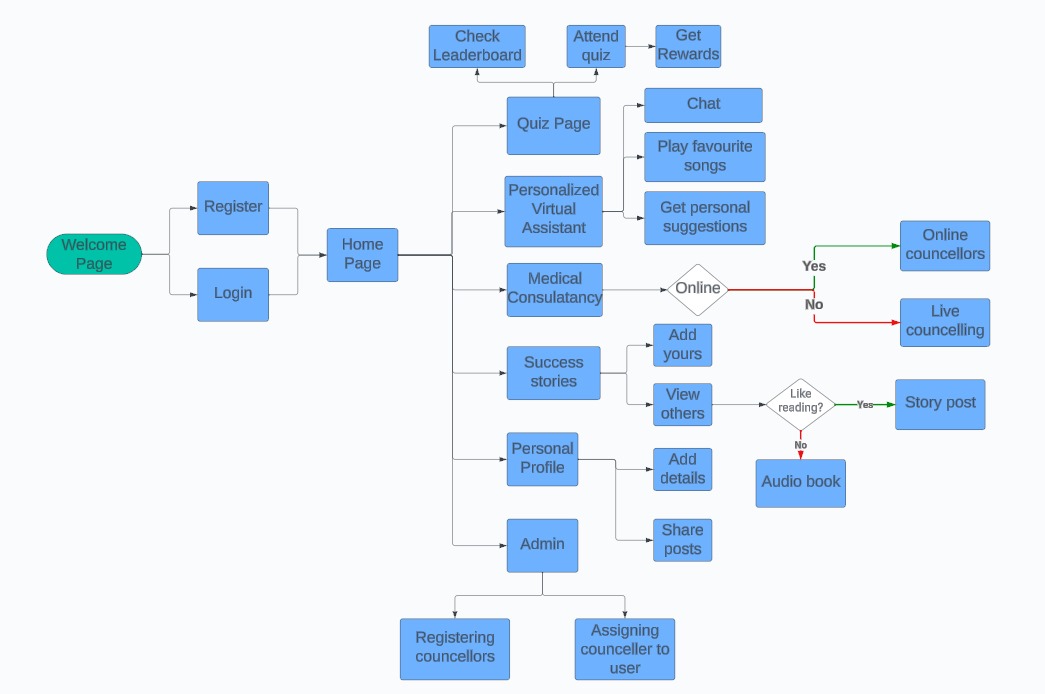 Check
Leaderboard
Attend
quiz
Get
Rewards
Quiz Page
Chat
Play favourite
songs
Personalized
Virtual
Assistant
Get personal
suggestions
Register
Welcome
Page
Login
Home
Page
Medical
Consulatancy
Online
Yes
No
Online
councellors
Live
councelling
Success
stories
Add
yours
View
others
Like
reading?
Yes
Story post
No
Audio book
Personal
Profile
Add
details
Share
posts
Admin
Registering
councellors
Assigning
counceller to
user